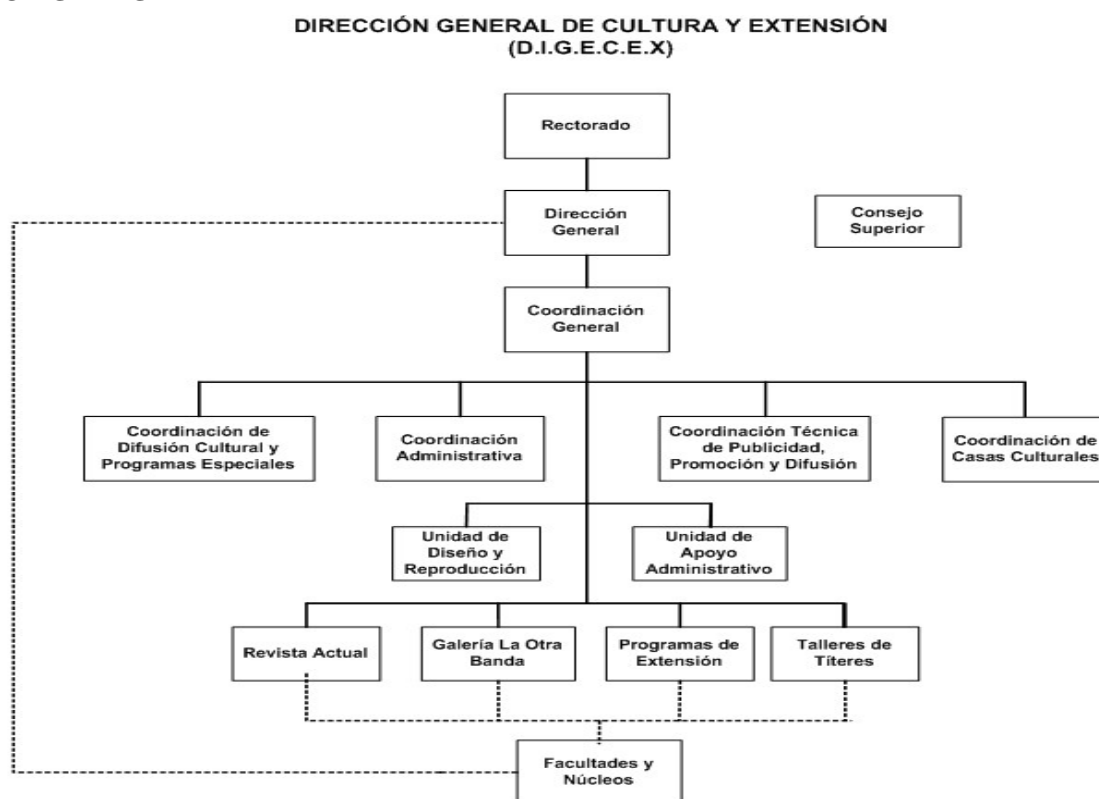 DIRECCIÓN GENERAL DE CULTURA Y EXTENSIÓN
(D.I.G.E.C.E.X)
Rectorado
Dirección
General
Consejo
Superior
Coordinación
General
Coordinación de
Difusión Cultural y
Programas Especiales
Coordinación
Administrativa
Coordinación Técnica
de Publicidad,
Promoción y Difusión
Coordinación de
Casas Culturales
Unidad de
Diseño y
Reproducción
Unidad de
Apoyo
Administrativo
Revista Actual
Galería La Otra
Banda
Programas de
Extensión
Talleres de
Títeres
Facultades y
Núcleos